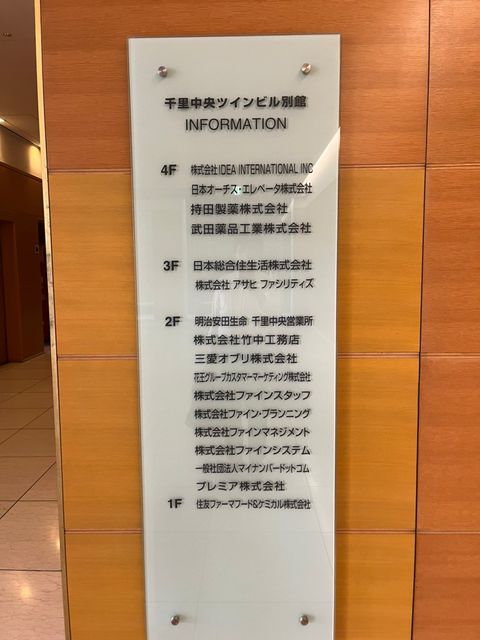 千里中央ツインビル別館
INFORMATION
4F 株式会社 IDEA INTERNATIONAL INC
日本オーチス・エレベータ株式会社
持田製薬株式会社
武田薬品工業株式会社
3F 日本総合住生活株式会社
株式会社 アサヒ ファシリティズ
2F 明治安田生命 千里中央営業所
株式会社竹中工務店
三愛オブリ株式会社
花王グループカスタマーマーケティング株式会社
株式会社ファインスタッフ
株式会社ファイン・プランニング
株式会社ファインマネジメント
株式会社ファインシステム
一般社団法人マイナンバードットコム
プレミア株式会社
1F 住友ファーマフード&ケミカル株式会社